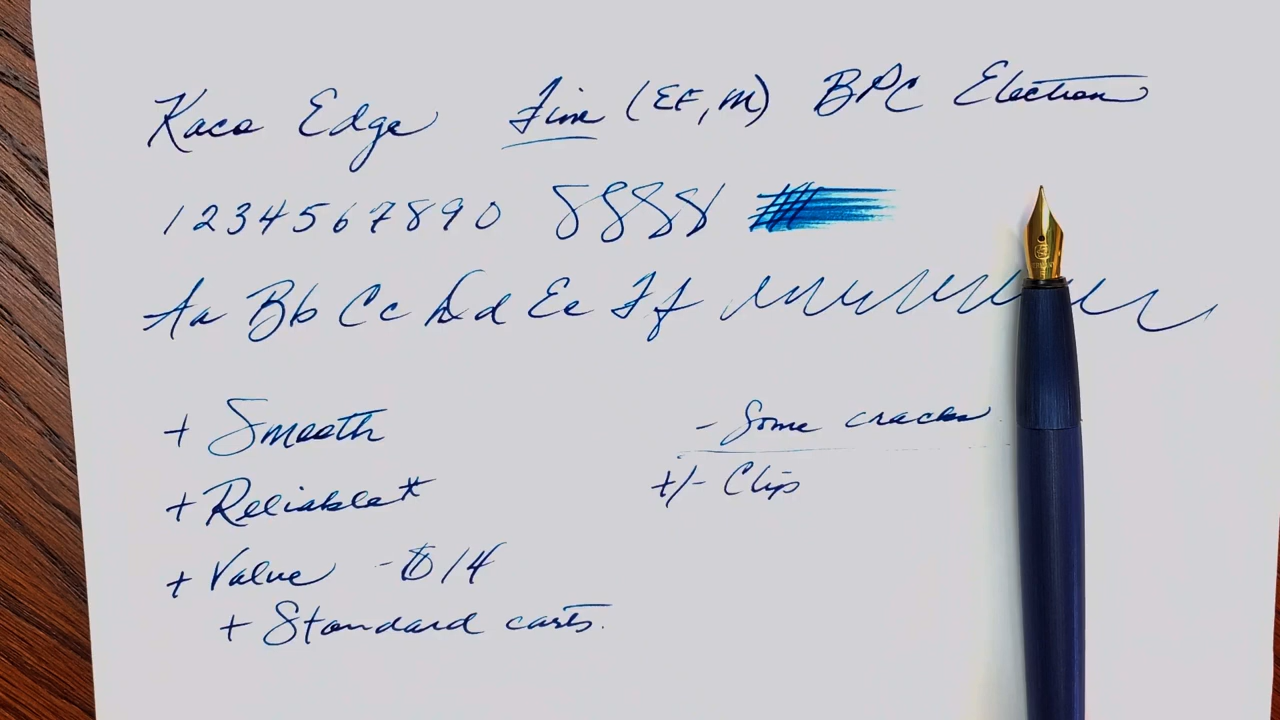 Kaco Edge Fine (EF, M) BPC Election
1234567890 8888
Aa Bb Cc Dd Ee Ff
+ Smooth
+ Reliable*
+ Value - $14
+ Standard carts.
- Some cracks
+/- Clip